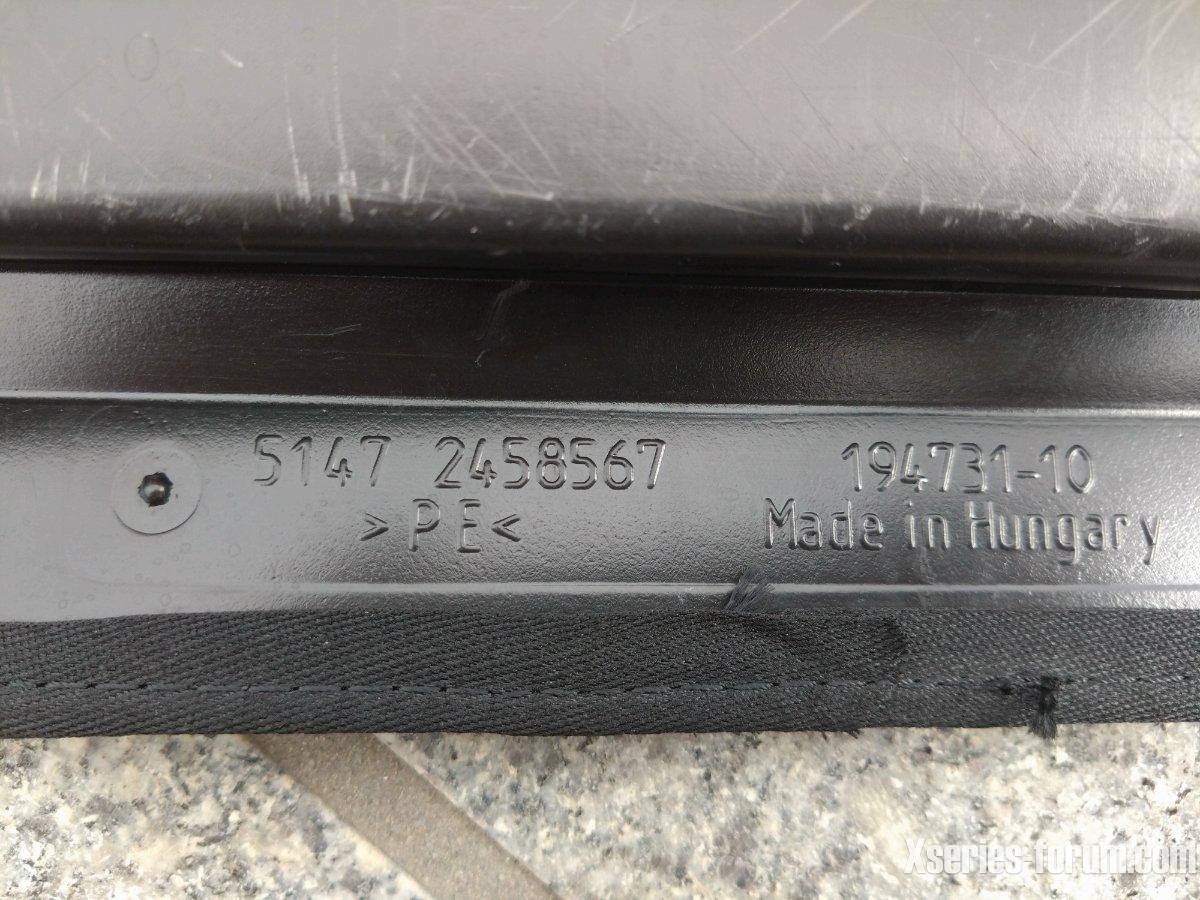 5147 2458567
>PE<
194731-10
Made in Hungary
Xseries-forum.com